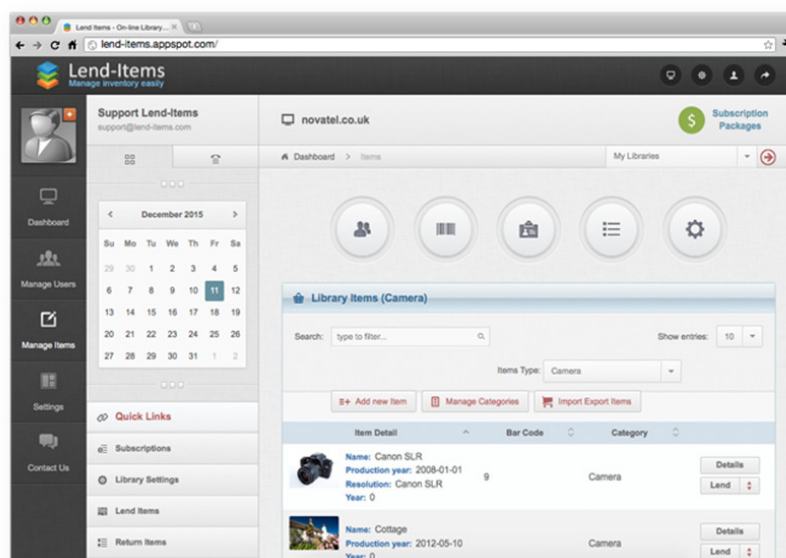 Lend Items - On-line Library...
lend-items.appspot.com/
Lend-Items
Manage inventory easily
Support Lend-Items
support@lend-items.com
novatel.co.uk
$
Subscription
Packages
Dashboard > Items
My Libraries
Dashboard
Manage Users
Manage Items
Settings
Contact Us
< December 2015 >
Su Mo Tu We Th Fr Sa
29 30 1 2 3 4 5
6 7 8 9 10 11 12
13 14 15 16 17 18 19
20 21 22 23 24 25 26
27 28 29 30 31 1 2
Quick Links
Subscriptions
Library Settings
Lend Items
Return Items
Library Items (Camera)
Search: type to filter...
Show entries: 10
Items Type: Camera
Add new Item
Manage Categories
Import Export Items
Item Detail Bar Code Category
Name: Canon SLR
Production year: 2008-01-01
Resolution: Canon SLR
Year: 0
9
Camera
Details
Lend
Name: Cottage
Production year: 2012-05-10
Year: 0
Camera
Details
Lend